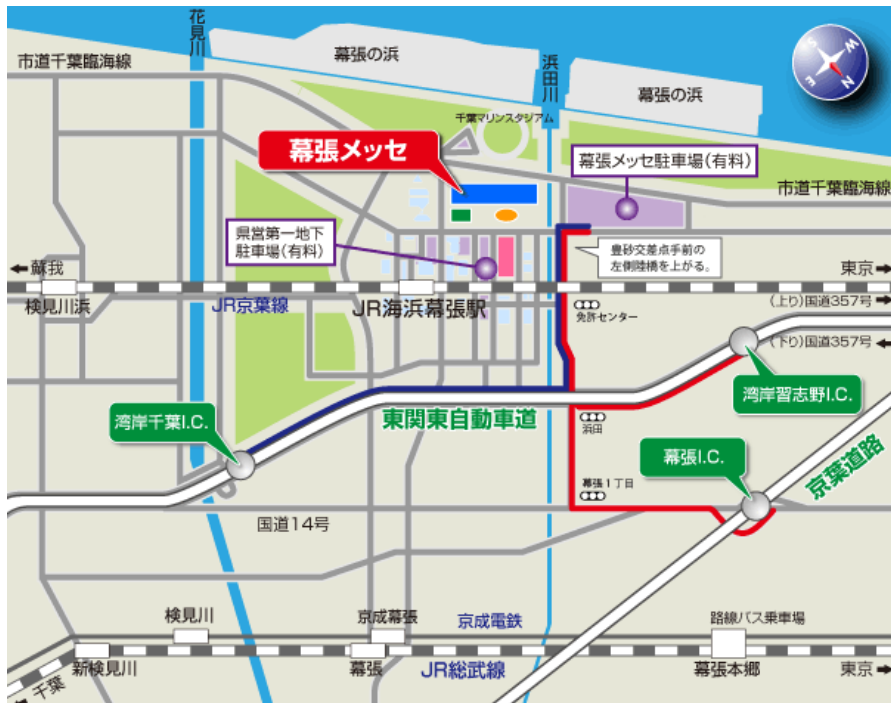 花見川
市道千葉臨海線
幕張の浜
浜田川
幕張の浜
S
W
E
N
千葉マリンスタジアム
幕張メッセ
幕張メッセ駐車場(有料)
市道千葉臨海線
県営第一地下
駐車場(有料)
豊砂交差点手前の
左側陸橋を上がる。
蘇我
東京
検見川浜
JR京葉線
JR海浜幕張駅
免許センター
(上り)国道357号
(下り)国道357号
湾岸千葉I.C.
東関東自動車道
湾岸習志野I.C.
浜田
幕張I.C.
京葉道路
幕張1丁目
国道14号
検見川
京成幕張
京成電鉄
路線バス乗車場
新検見川
幕張
JR総武線
幕張本郷
東京
千葉